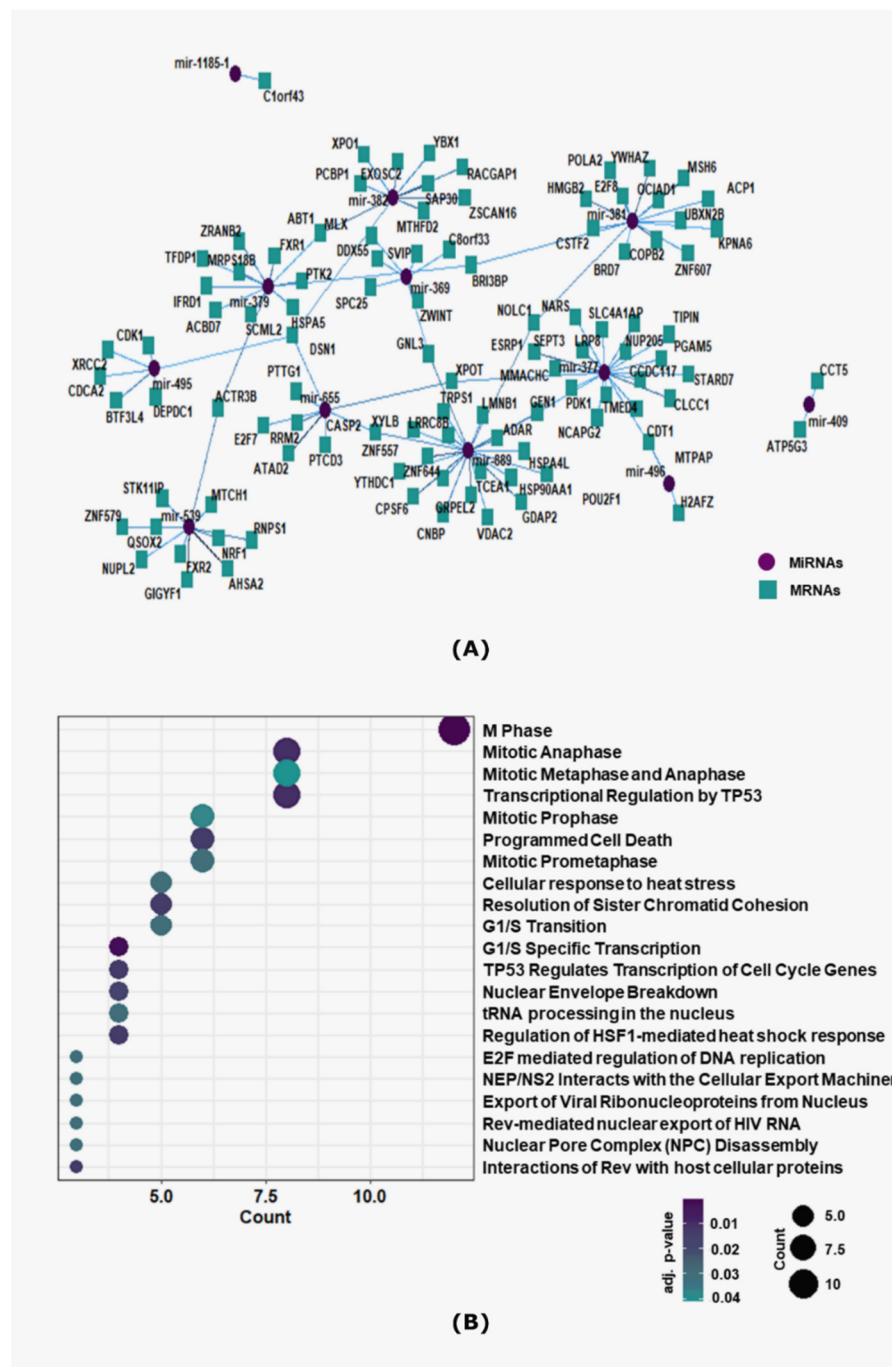 mir-1185-1
C1orf43
XPO1
YBX1
EXOSC2
PCBP1
RACGAP1
mir-382
SAP30
ZSCAN16
MTHFD2
ABT1
MLX
POLA2
YWHAZ
MSH6
HMGB2
E2F8
OCIAD1
ACP1
mir-381
UBXN2B
KPNA6
CSTF2
COPB2
ZNF607
BRD7
ZRANB2
FXR1
TFDP1
MRPS18B
PTK2
IFRD1
mir-379
ACBD7
HSPA5
SCML2
DDX55
SVIP
C8orf33
mir-369
BRI3BP
SPC25
ZWINT
GNL3
DSN1
CDK1
XRCC2
mir-495
CDCA2
BTF3L4
DEPDC1
ACTR3B
PTTG1
mir-655
CASP2
E2F7
RRM2
ATAD2
PTCD3
XPOT
XYLB
ZNF557
NOLC1
NARS
SLC4A1AP
TIPIN
ESRP1
SEPT3
LRP8
NUP205
PGAM5
MMACHC
mir-377
CCDC117
STARD7
GEN1
PDK1
TMED4
CLCC1
NCAPG2
CDT1
CCT5
mir-409
ATP5G3
MTPAP
mir-496
POU2F1
H2AFZ
TRPS1
LMNB1
LRRC8B
ADAR
mir-889
HSPA4L
ZNF644
YTHDC1
TCEA1
HSP90AA1
CPSF6
GRPEL2
GDAP2
CNBP
VDAC2
STK11IP
MTCH1
ZNF579
mir-539
RNPS1
QSOX2
NRF1
NUPL2
FXR2
AHSA2
GIGYF1
MiRNAs
MRNAs
(A)
M Phase
Mitotic Anaphase
Mitotic Metaphase and Anaphase
Transcriptional Regulation by TP53
Mitotic Prophase
Programmed Cell Death
Mitotic Prometaphase
Cellular response to heat stress
Resolution of Sister Chromatid Cohesion
G1/S Transition
G1/S Specific Transcription
TP53 Regulates Transcription of Cell Cycle Genes
Nuclear Envelope Breakdown
tRNA processing in the nucleus
Regulation of HSF1-mediated heat shock response
E2F mediated regulation of DNA replication
NEP/NS2 Interacts with the Cellular Export Machiner
Export of Viral Ribonucleoproteins from Nucleus
Rev-mediated nuclear export of HIV RNA
Nuclear Pore Complex (NPC) Disassembly
Interactions of Rev with host cellular proteins
5.0 7.5 10.0
Count
adj. p-value
0.01
0.02
0.03
0.04
Count
5.0
7.5
10
(B)